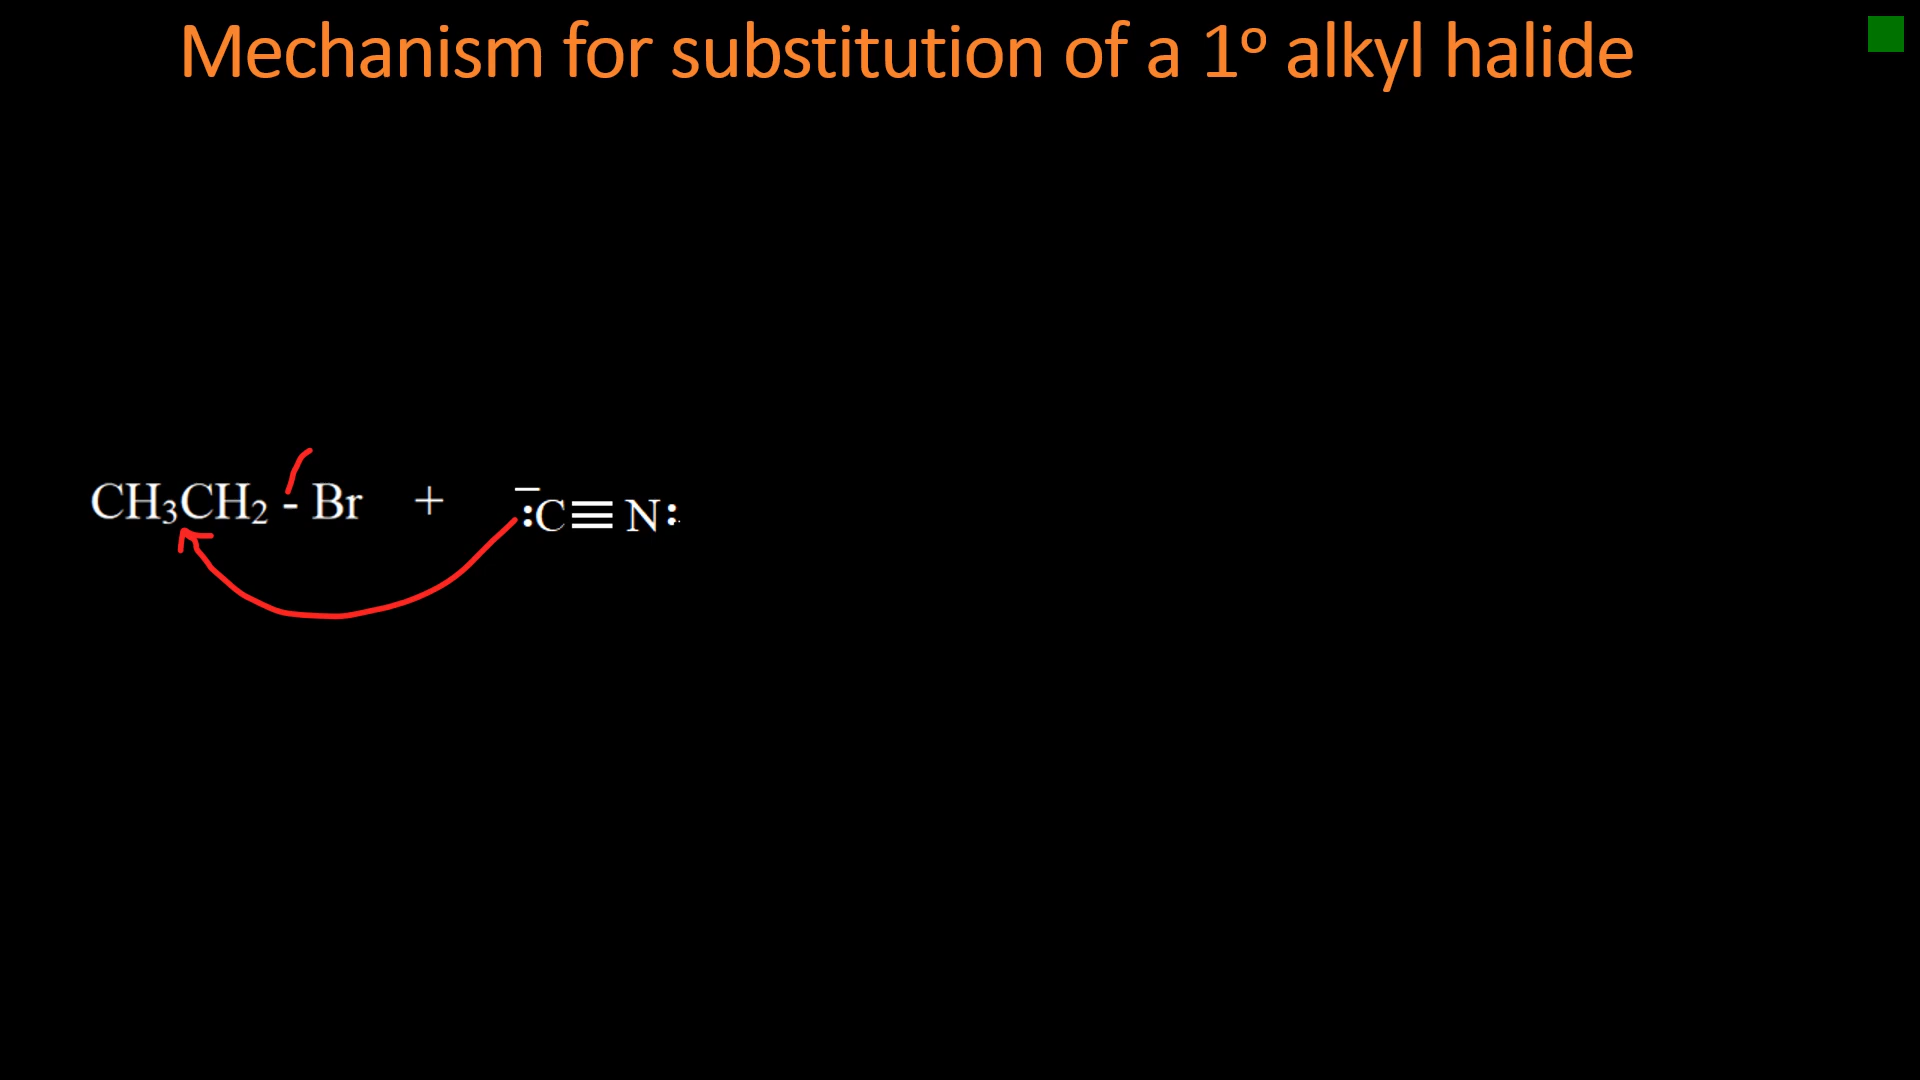 Mechanism for substitution of a 1º alkyl halide
CH₃CH₂ - Br + ⁻:C≡N: